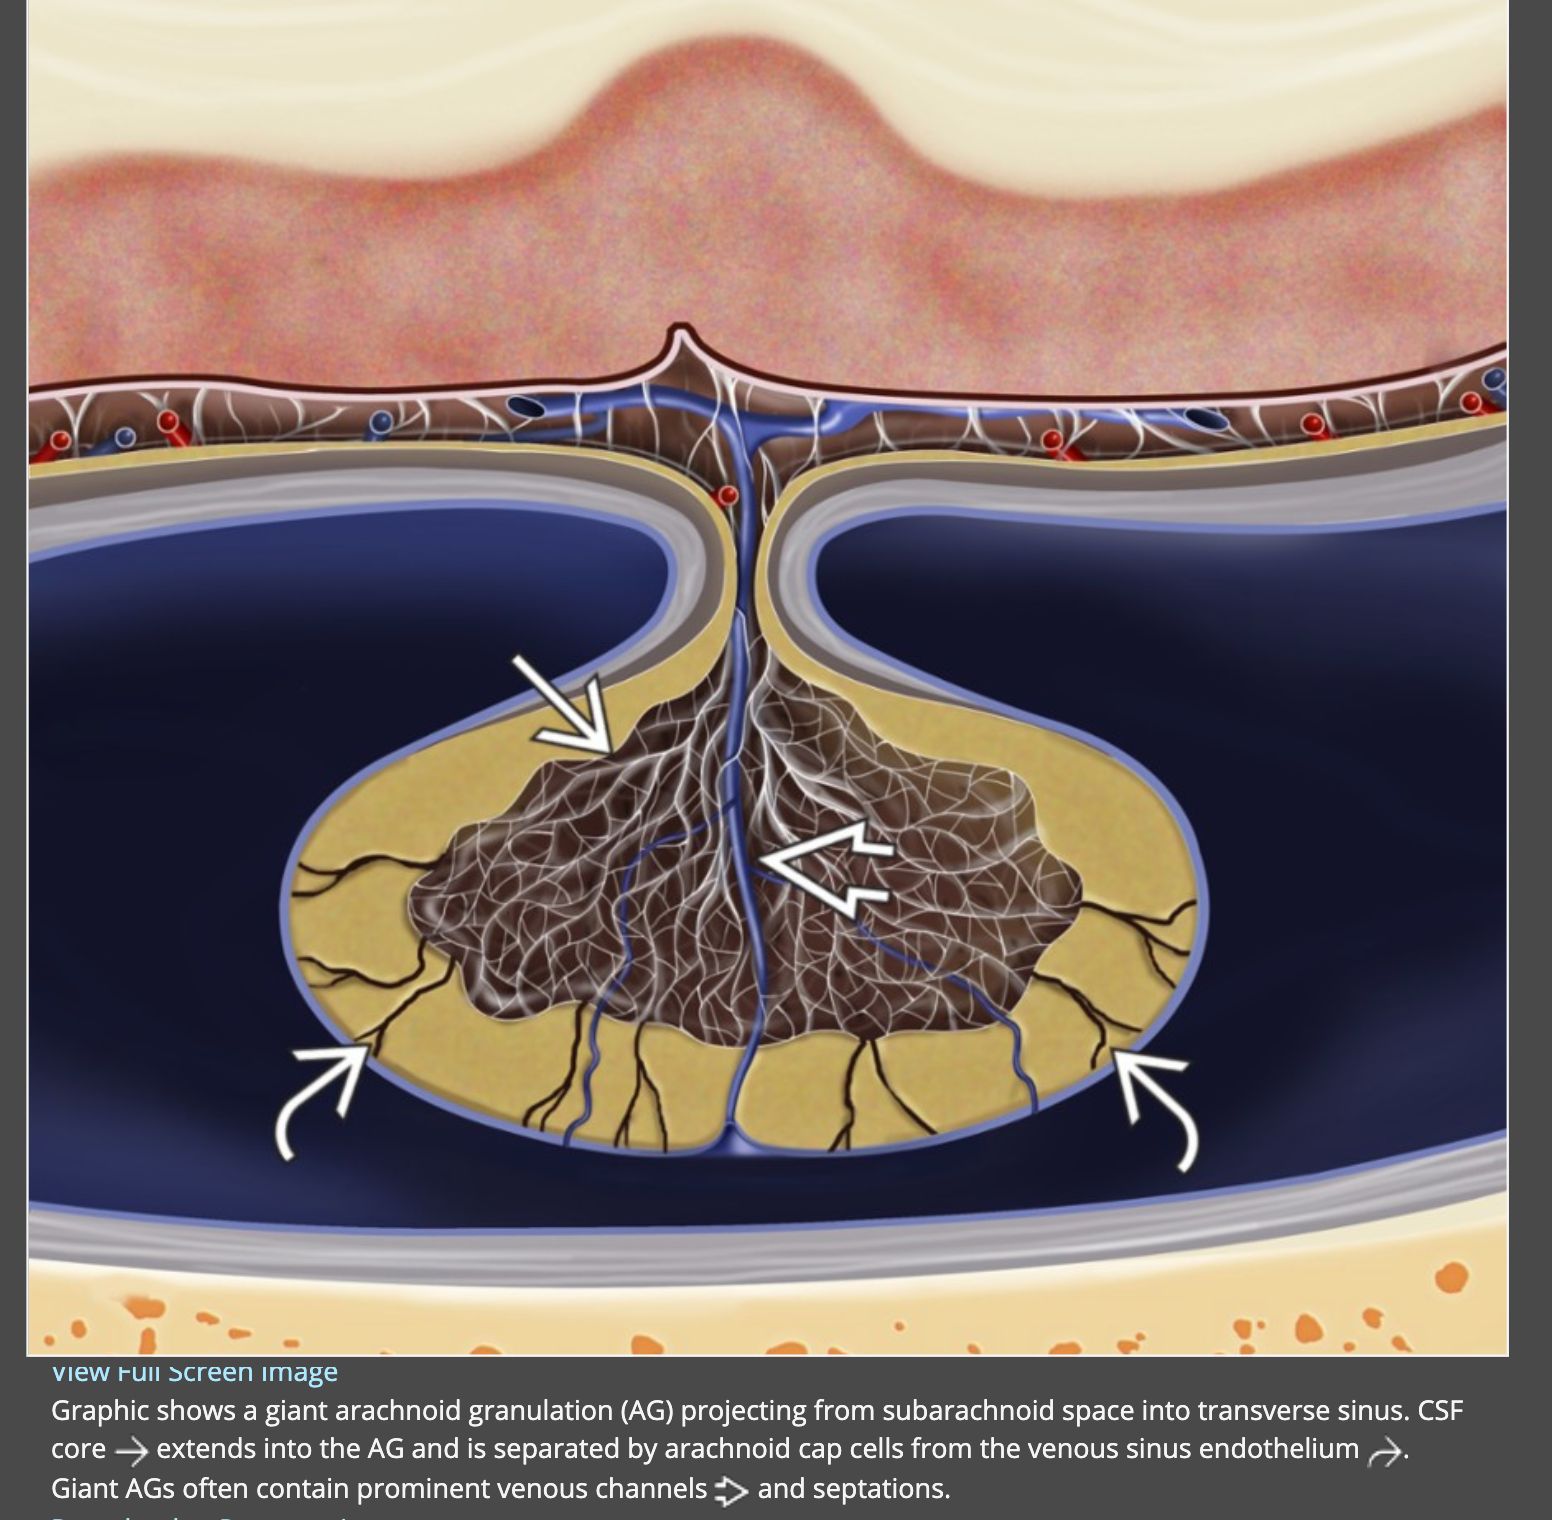 View Full Screen Image
Graphic shows a giant arachnoid granulation (AG) projecting from subarachnoid space into transverse sinus. CSF
core → extends into the AG and is separated by arachnoid cap cells from the venous sinus endothelium ↷.
Giant AGs often contain prominent venous channels ⇨ and septations.